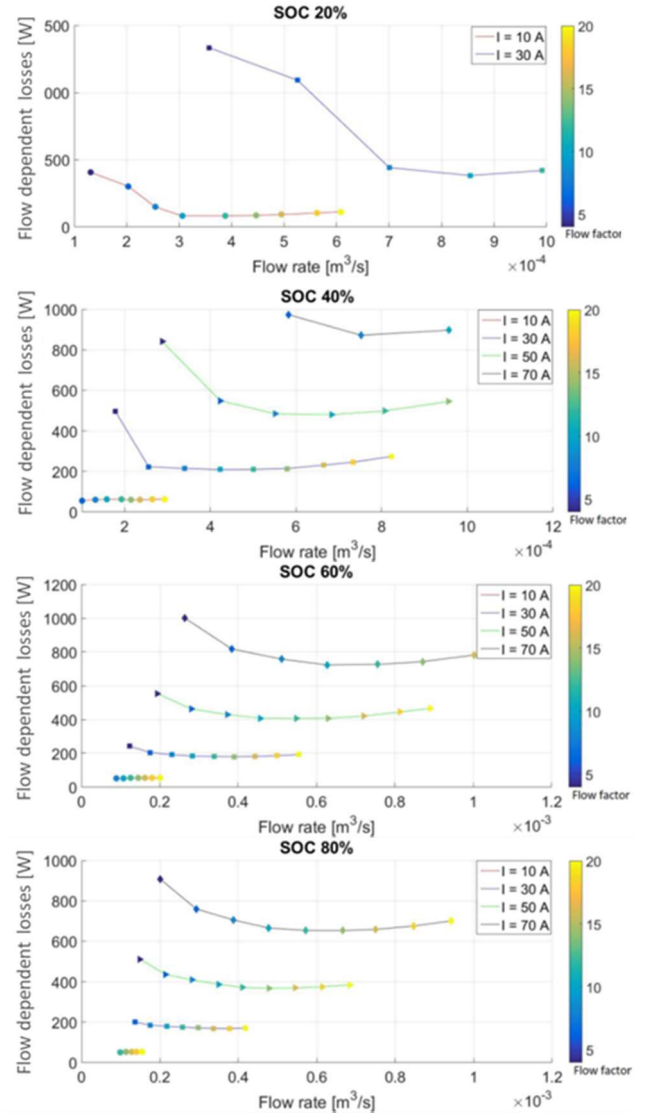 SOC 20%
Flow dependent losses [W]
500
000
500
0
1 2 3 4 5 6 7 8 9 10
Flow rate [m³/s]
×10⁻⁴
I = 10 A
I = 30 A
20
15
10
5
Flow factor
SOC 40%
Flow dependent losses [W]
1000
800
600
400
200
0
2 4 6 8 10 12
Flow rate [m³/s]
×10⁻⁴
I = 10 A
I = 30 A
I = 50 A
I = 70 A
20
15
10
5
Flow factor
SOC 60%
Flow dependent losses [W]
1200
1000
800
600
400
200
0
0 0.2 0.4 0.6 0.8 1 1.2
Flow rate [m³/s]
×10⁻³
I = 10 A
I = 30 A
I = 50 A
I = 70 A
20
15
10
5
Flow factor
SOC 80%
Flow dependent losses [W]
1000
800
600
400
200
0
0 0.2 0.4 0.6 0.8 1 1.2
Flow rate [m³/s]
×10⁻³
I = 10 A
I = 30 A
I = 50 A
I = 70 A
20
15
10
5
Flow factor